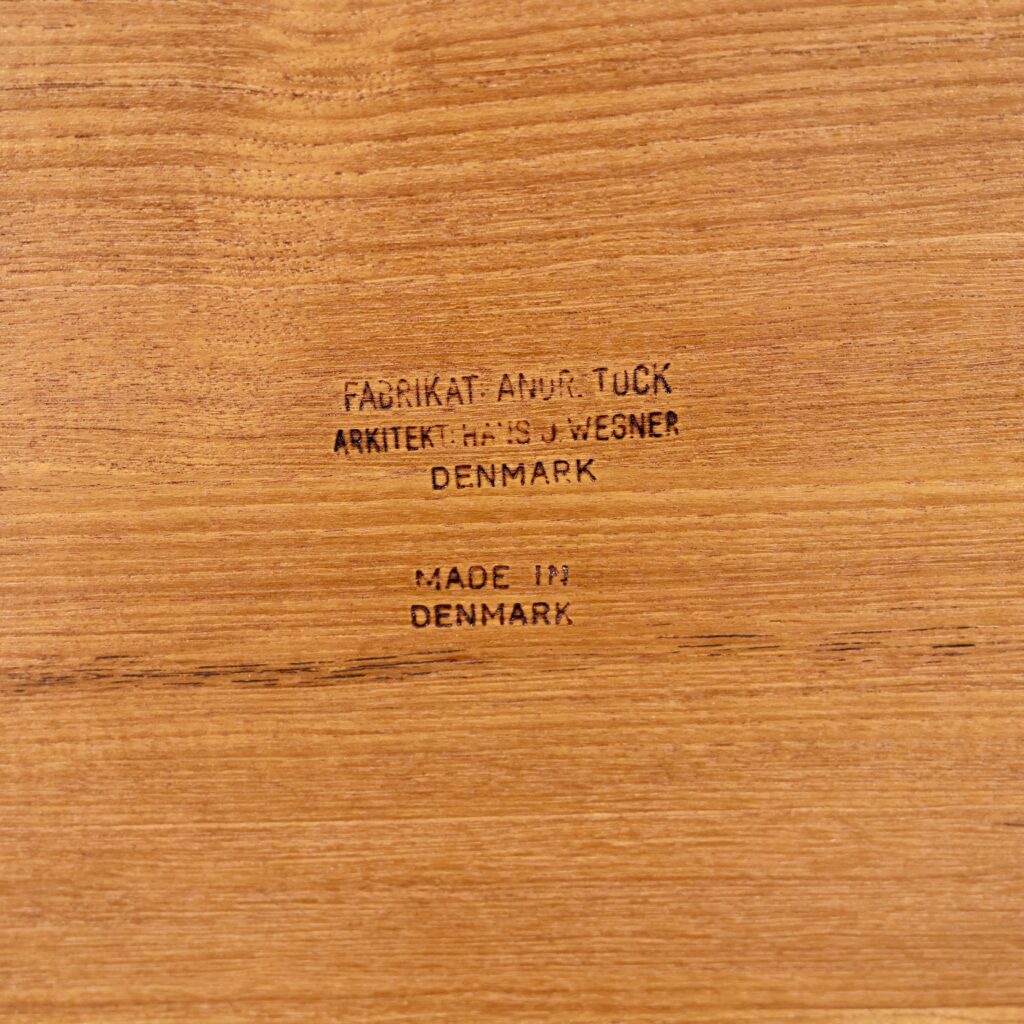 FABRIKAT: ANDR. TUCK
ARKITEKT: HANS J. WEGNER
DENMARK
MADE IN
DENMARK